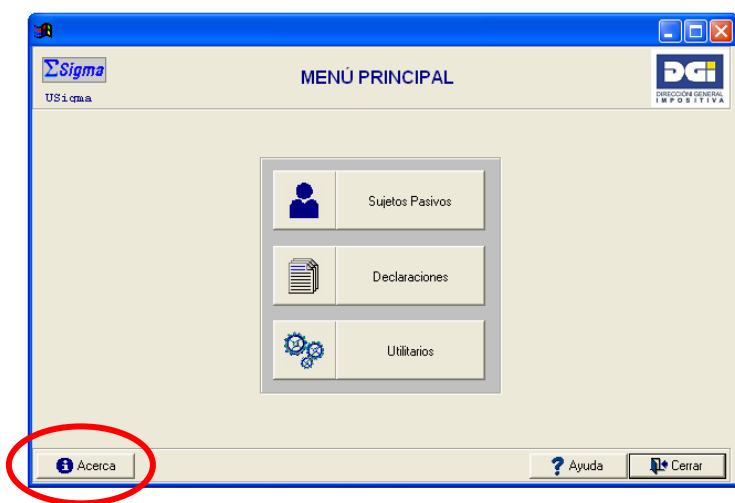 ΣSigma
USigma
MENÚ PRINCIPAL
DGi
DIRECCIÓN GENERAL
IMPOSITIVA
Sujetos Pasivos
Declaraciones
Utilitarios
Acerca
Ayuda
Cerrar